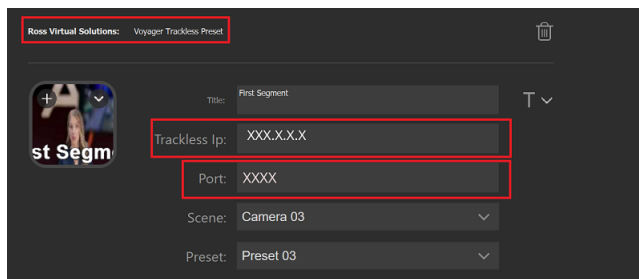 Ross Virtual Solutions: Voyager Trackless Preset
Title: First Segment
T
Trackless Ip: XXX.X.X.X
st Segm
Port: XXXX
Scene: Camera 03
Preset: Preset 03